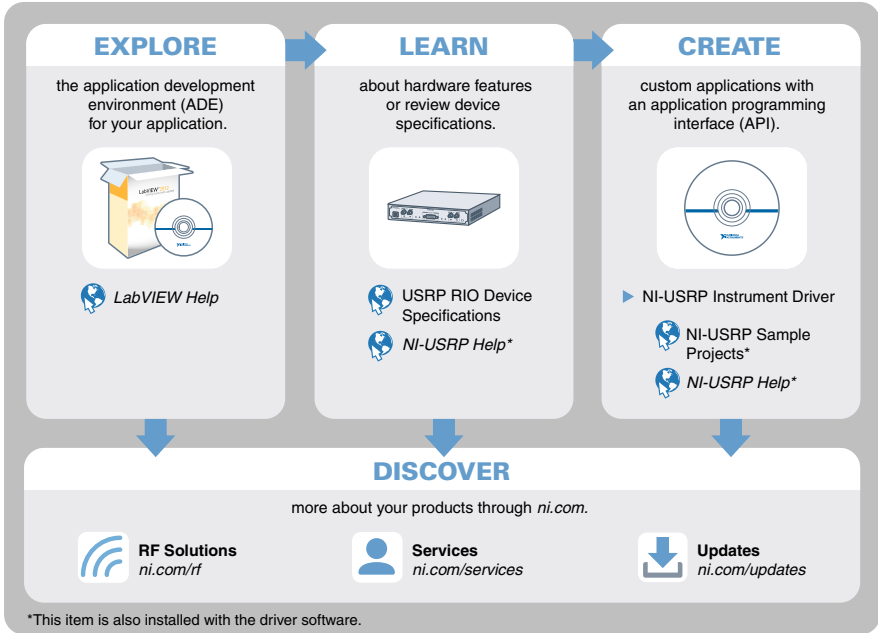 EXPLORE
the application development
environment (ADE)
for your application.
LabVIEW
LabVIEW Help
LEARN
about hardware features
or review device
specifications.
USRP RIO Device
Specifications
NI-USRP Help*
CREATE
custom applications with
an application programming
interface (API).
NI-USRP Instrument Driver
NI-USRP Sample
Projects*
NI-USRP Help*
DISCOVER
more about your products through ni.com.
RF Solutions
ni.com/rf
Services
ni.com/services
Updates
ni.com/updates
*This item is also installed with the driver software.